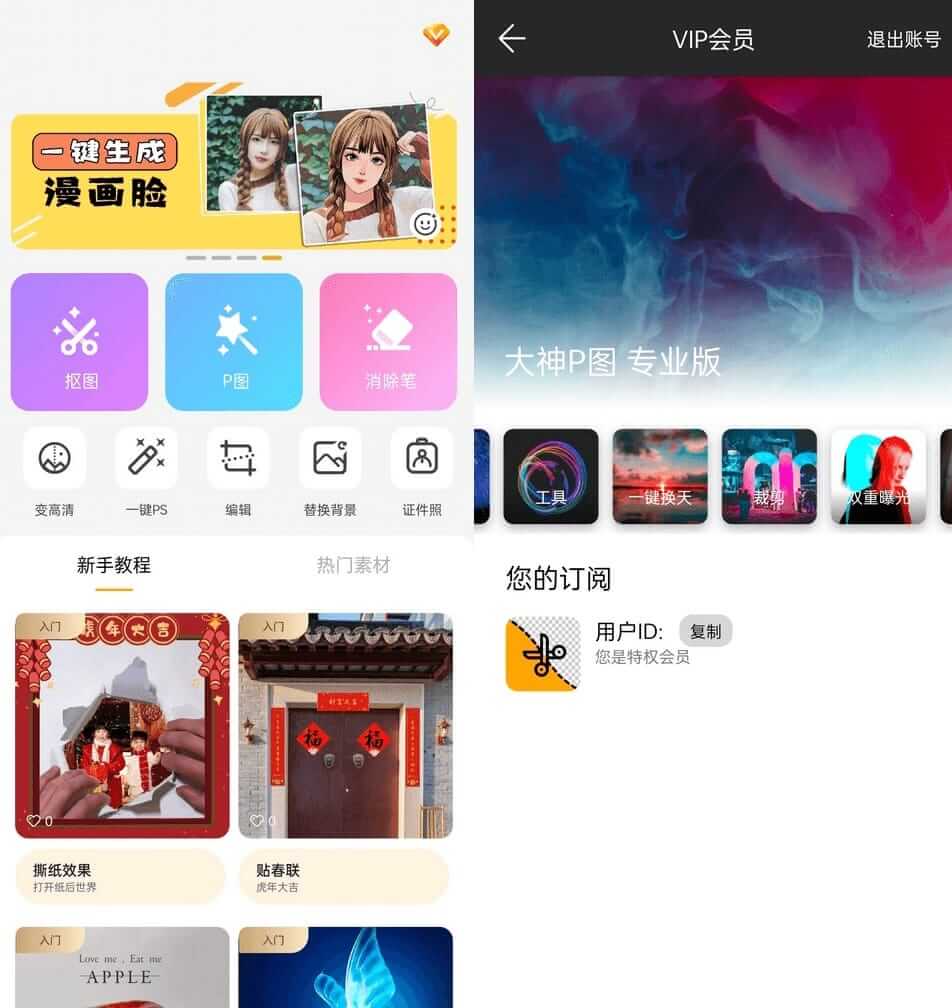 一键生成
漫画脸
抠图
P图
消除笔
变高清
一键PS
编辑
替换背景
证件照
新手教程
热门素材
入门
虎年大吉
0
入门
福
福
0
撕纸效果
打开纸后世界
贴春联
虎年大吉
入门
Love me , Eat me
APPLE
入门
VIP会员
退出账号
大神P图 专业版
工具
一键换天
裁剪
双重曝光
您的订阅
用户ID:
复制
您是特权会员